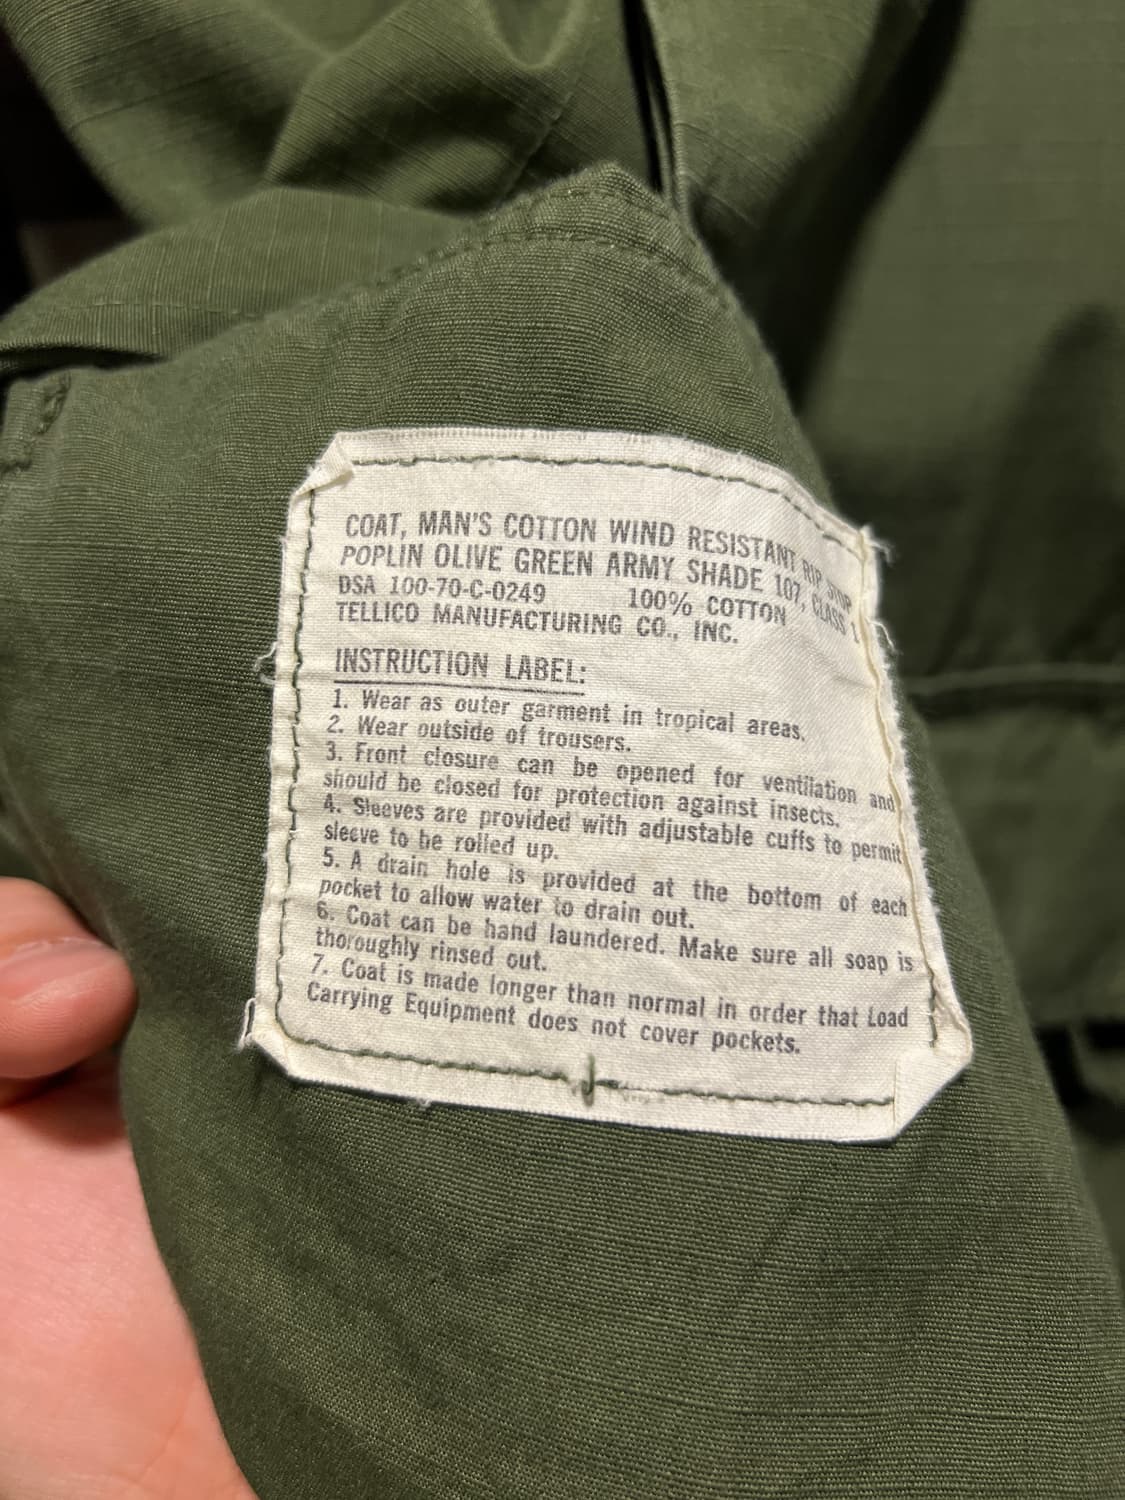 COAT, MAN'S COTTON WIND RESISTANT RIP STOP
POPLIN OLIVE GREEN ARMY SHADE 107, CLASS 1.
DSA 100-70-C-0249 100% COTTON
TELLICO MANUFACTURING CO., INC.
INSTRUCTION LABEL:
1. Wear as outer garment in tropical areas.
2. Wear outside of trousers.
3. Front closure can be opened for ventilation and
should be closed for protection against insects.
4. Sleeves are provided with adjustable cuffs to permit
sleeve to be rolled up.
5. A drain hole is provided at the bottom of each
pocket to allow water to drain out.
6. Coat can be hand laundered. Make sure all soap is
thoroughly rinsed out.
7. Coat is made longer than normal in order that Load
Carrying Equipment does not cover pockets.